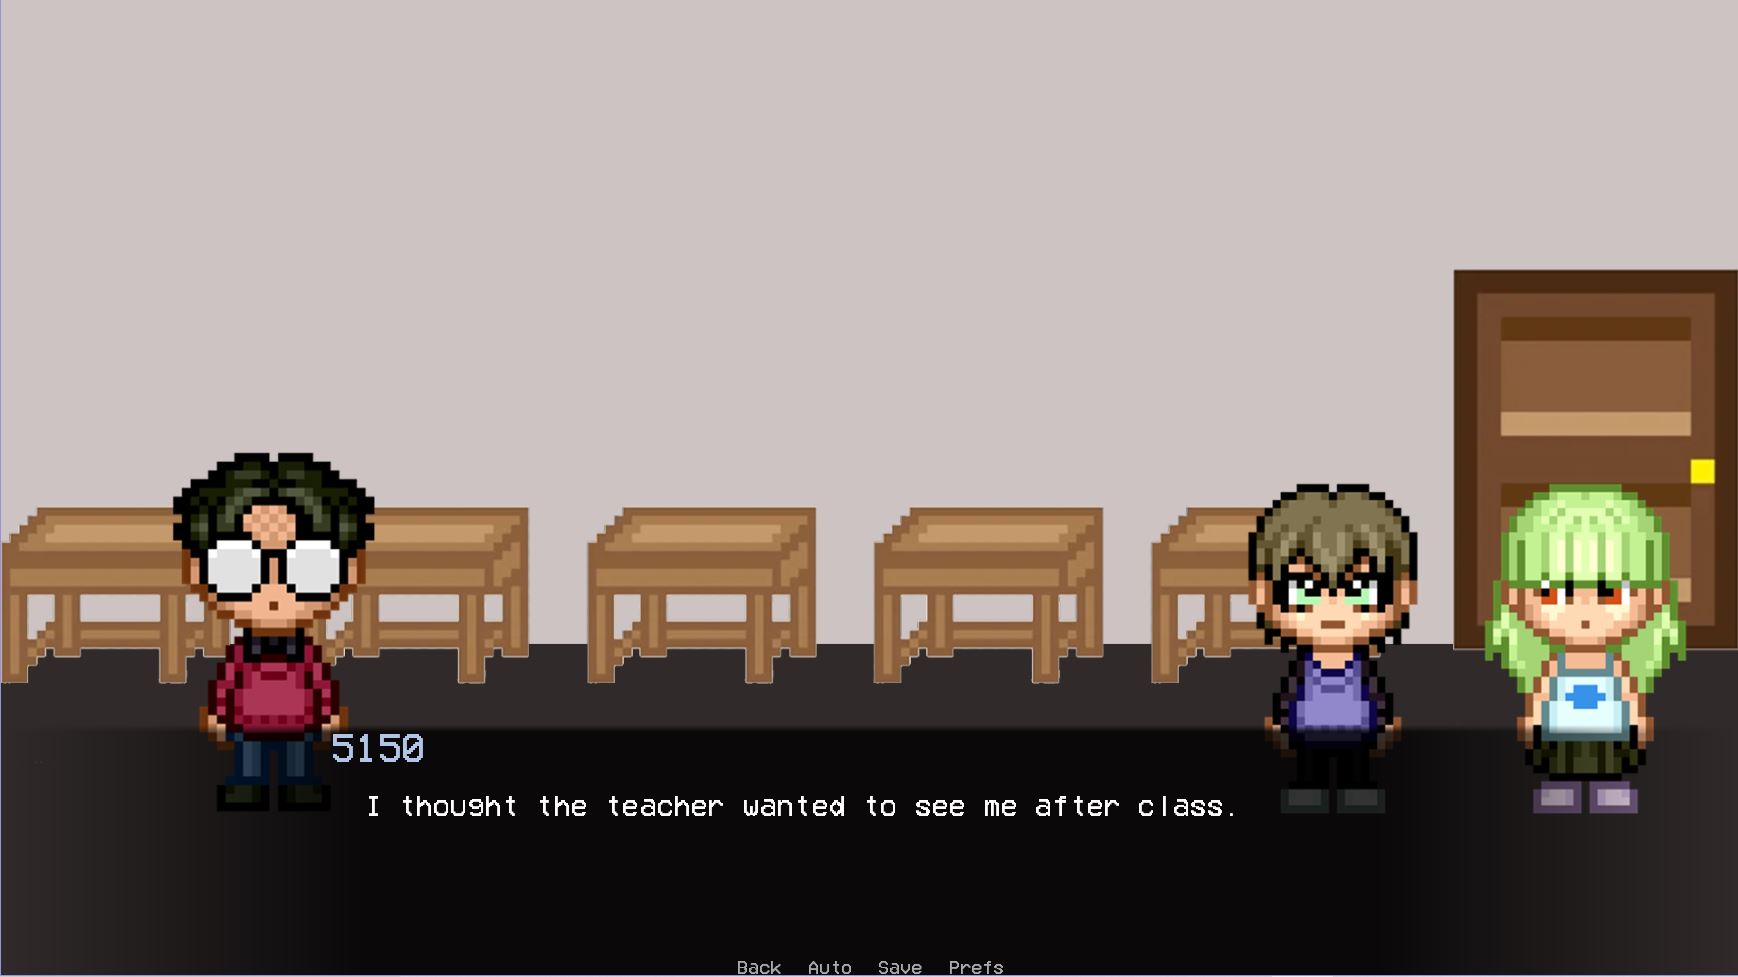 5150
I thought the teacher wanted to see me after class.
Back Auto Save Prefs